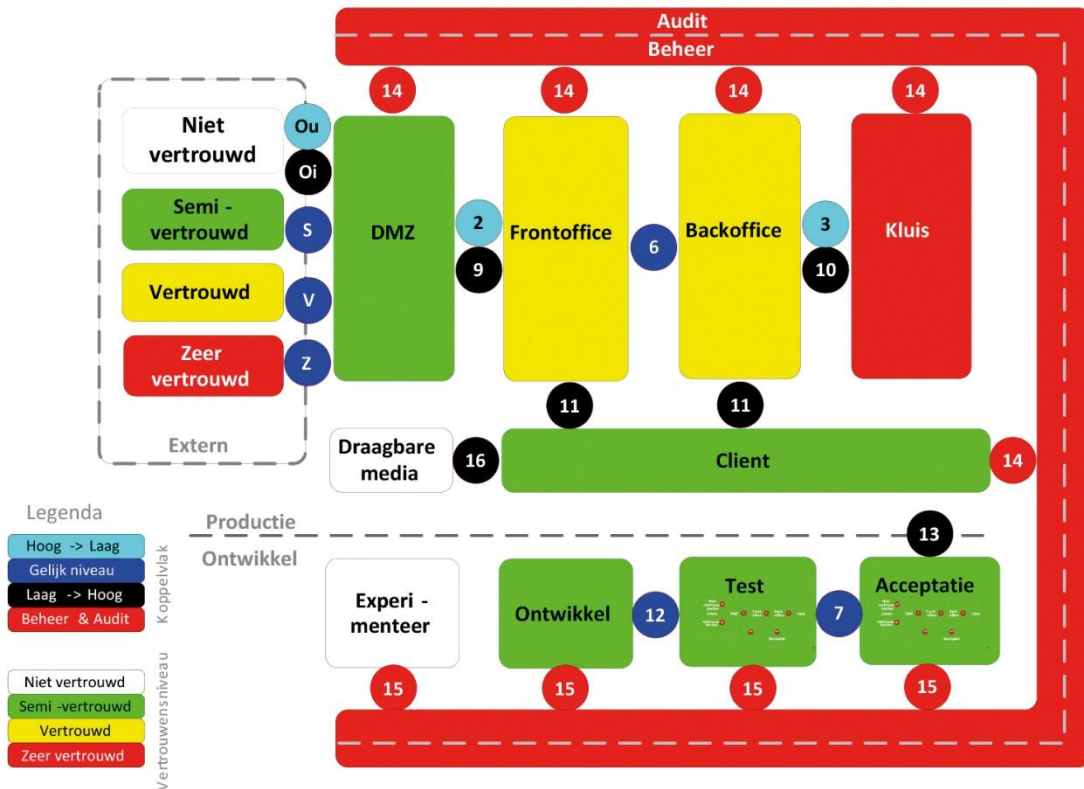 Audit
Beheer
14
14
14
14
Niet
vertrouwd
Ou
Oi
Semi -
vertrouwd
S
Vertrouwd
V
Zeer
vertrouwd
Z
Extern
DMZ
2
9
Frontoffice
6
Backoffice
3
10
Kluis
11
11
Draagbare
media
16
Client
14
Legenda
Hoog -> Laag
Gelijk niveau
Laag -> Hoog
Beheer & Audit
Koppelvlak
Niet vertrouwd
Semi -vertrouwd
Vertrouwd
Zeer vertrouwd
Vertrouwensniveau
Productie
Ontwikkel
13
Experi -
menteer
Ontwikkel
12
Test
7
Acceptatie
15
15
15
15